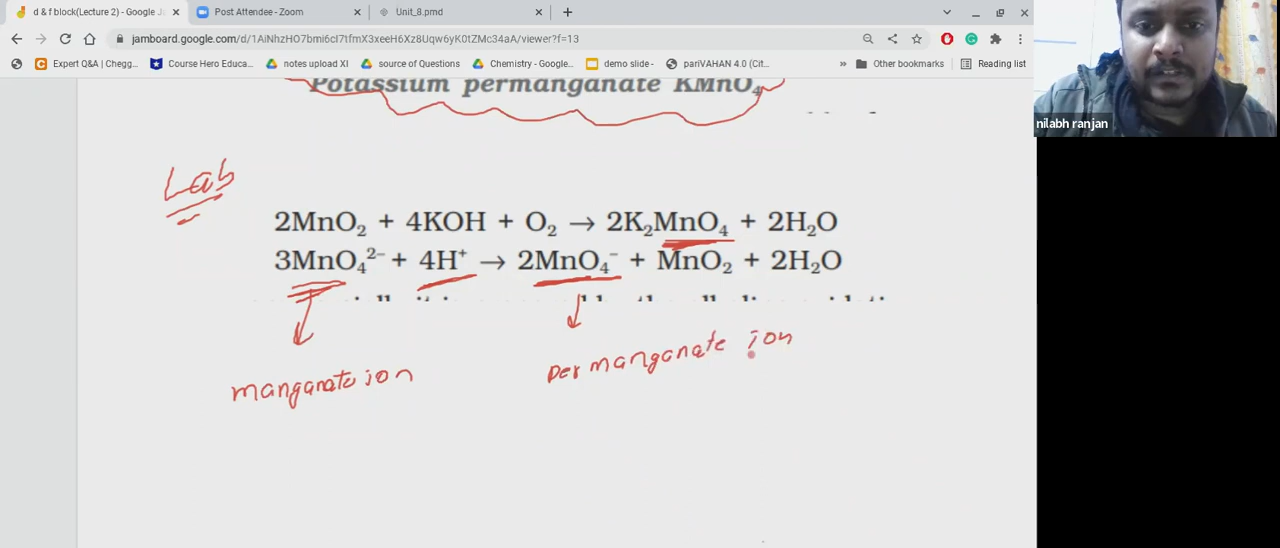 d & f block(Lecture 2) - Google Ja
Post Attendee - Zoom
Unit_8.pmd
jamboard.google.com/d/1AiNhzHO7bmi6cI7tfmX3xeeH6Xz8Uqw6yK0tZMc34aA/viewer?f=13
Expert Q&A | Chegg...
Course Hero Educa...
notes upload XI
source of Questions
Chemistry - Google...
demo slide -
pariVAHAN 4.0 (Cit...
»
Other bookmarks
Reading list
nilabh ranjan
Potassium permanganate KMnO₄
Lab
2MnO₂ + 4KOH + O₂ → 2K₂MnO₄ + 2H₂O
3MnO₄²⁻ + 4H⁺ → 2MnO₄⁻ + MnO₂ + 2H₂O
permanganate ion
manganate ion